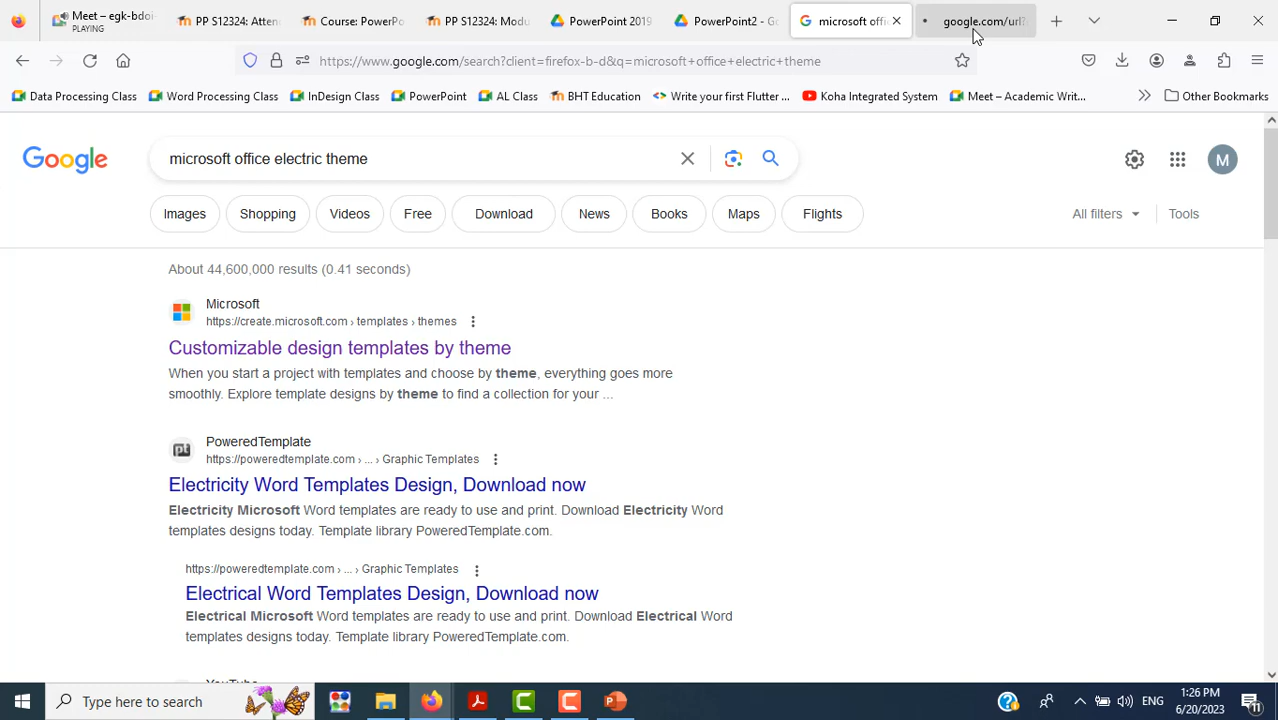 Meet – egk-bdoi-
PLAYING
PP S12324: Atten
Course: PowerPo
PP S12324: Modu
PowerPoint 2019
PowerPoint2 - Go
microsoft offi
google.com/url?
https://www.google.com/search?client=firefox-b-d&q=microsoft+office+electric+theme
Data Processing Class
Word Processing Class
InDesign Class
PowerPoint
AL Class
BHT Education
Write your first Flutter ...
Koha Integrated System
Meet – Academic Writ...
Other Bookmarks
Google
microsoft office electric theme
M
Images
Shopping
Videos
Free
Download
News
Books
Maps
Flights
All filters
Tools
About 44,600,000 results (0.41 seconds)
Microsoft
https://create.microsoft.com › templates › themes
Customizable design templates by theme
When you start a project with templates and choose by theme, everything goes more
smoothly. Explore template designs by theme to find a collection for your ...
pt
PoweredTemplate
https://poweredtemplate.com › ... › Graphic Templates
Electricity Word Templates Design, Download now
Electricity Microsoft Word templates are ready to use and print. Download Electricity Word
templates designs today. Template library PoweredTemplate.com.
https://poweredtemplate.com › ... › Graphic Templates
Electrical Word Templates Design, Download now
Electrical Microsoft Word templates are ready to use and print. Download Electrical Word
templates designs today. Template library PoweredTemplate.com.
YouTube
Type here to search
ENG
1:26 PM
6/20/2023
11